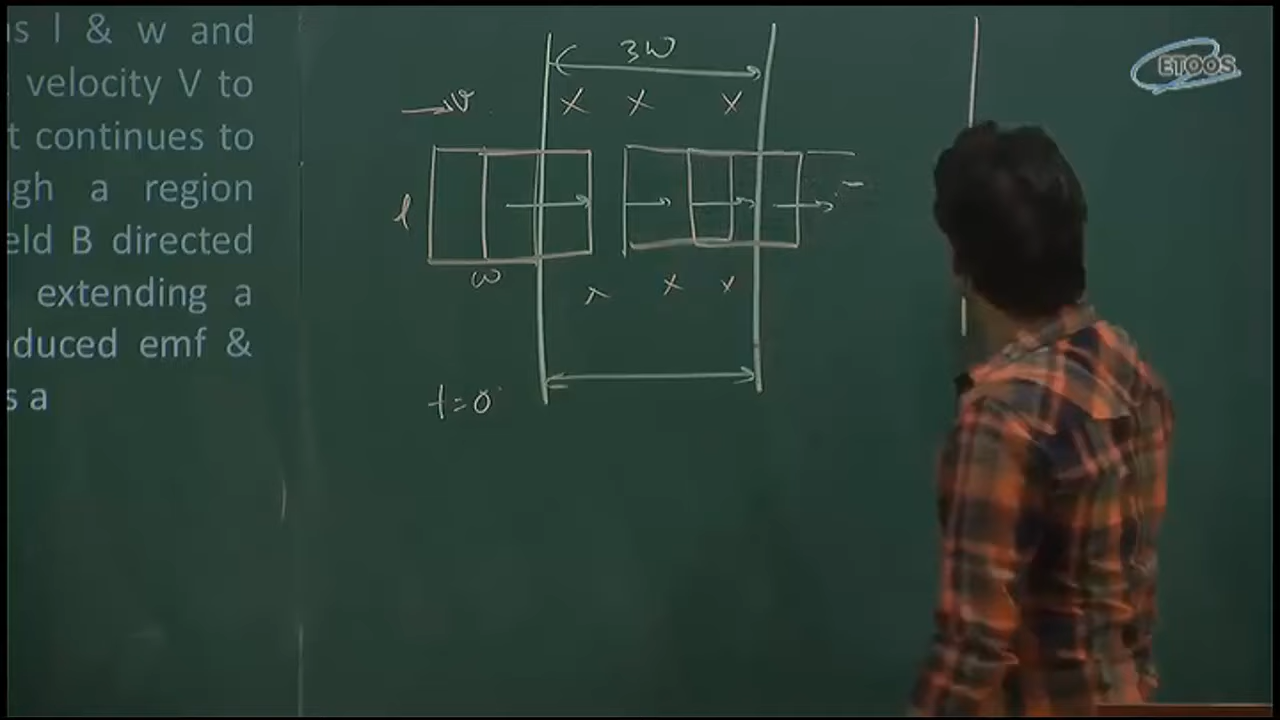 s l & w and
velocity V to
t continues to
gh a region
eld B directed
extending a
duced emf &
s a
3W
x x x
→v
l
w
x x x
t=0
ETOOS